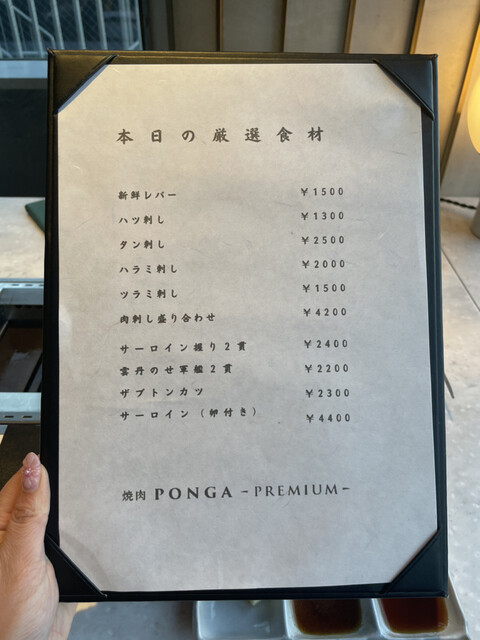 本日の厳選食材
新鮮レバー ¥1500
ハツ刺し ¥1300
タン刺し ¥2500
ハラミ刺し ¥2000
ツラミ刺し ¥1500
肉刺し盛り合わせ ¥4200
サーロイン握り2貫 ¥2400
雲丹のせ軍艦2貫 ¥2200
ザブトンカツ ¥2300
サーロイン(卵付き) ¥4400
焼肉 PONGA -PREMIUM-